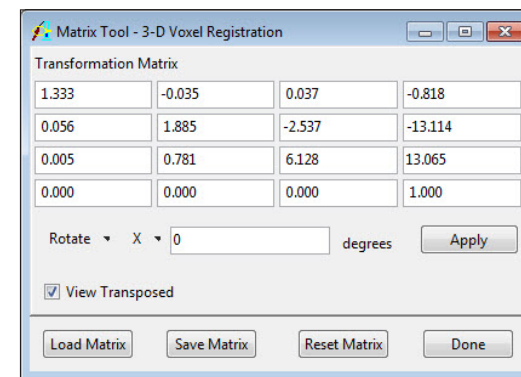 Matrix Tool - 3-D Voxel Registration
Transformation Matrix
1.333 -0.035 0.037 -0.818
0.056 1.885 -2.537 -13.114
0.005 0.781 6.128 13.065
0.000 0.000 0.000 1.000
Rotate X 0 degrees Apply
View Transposed
Load Matrix Save Matrix Reset Matrix Done